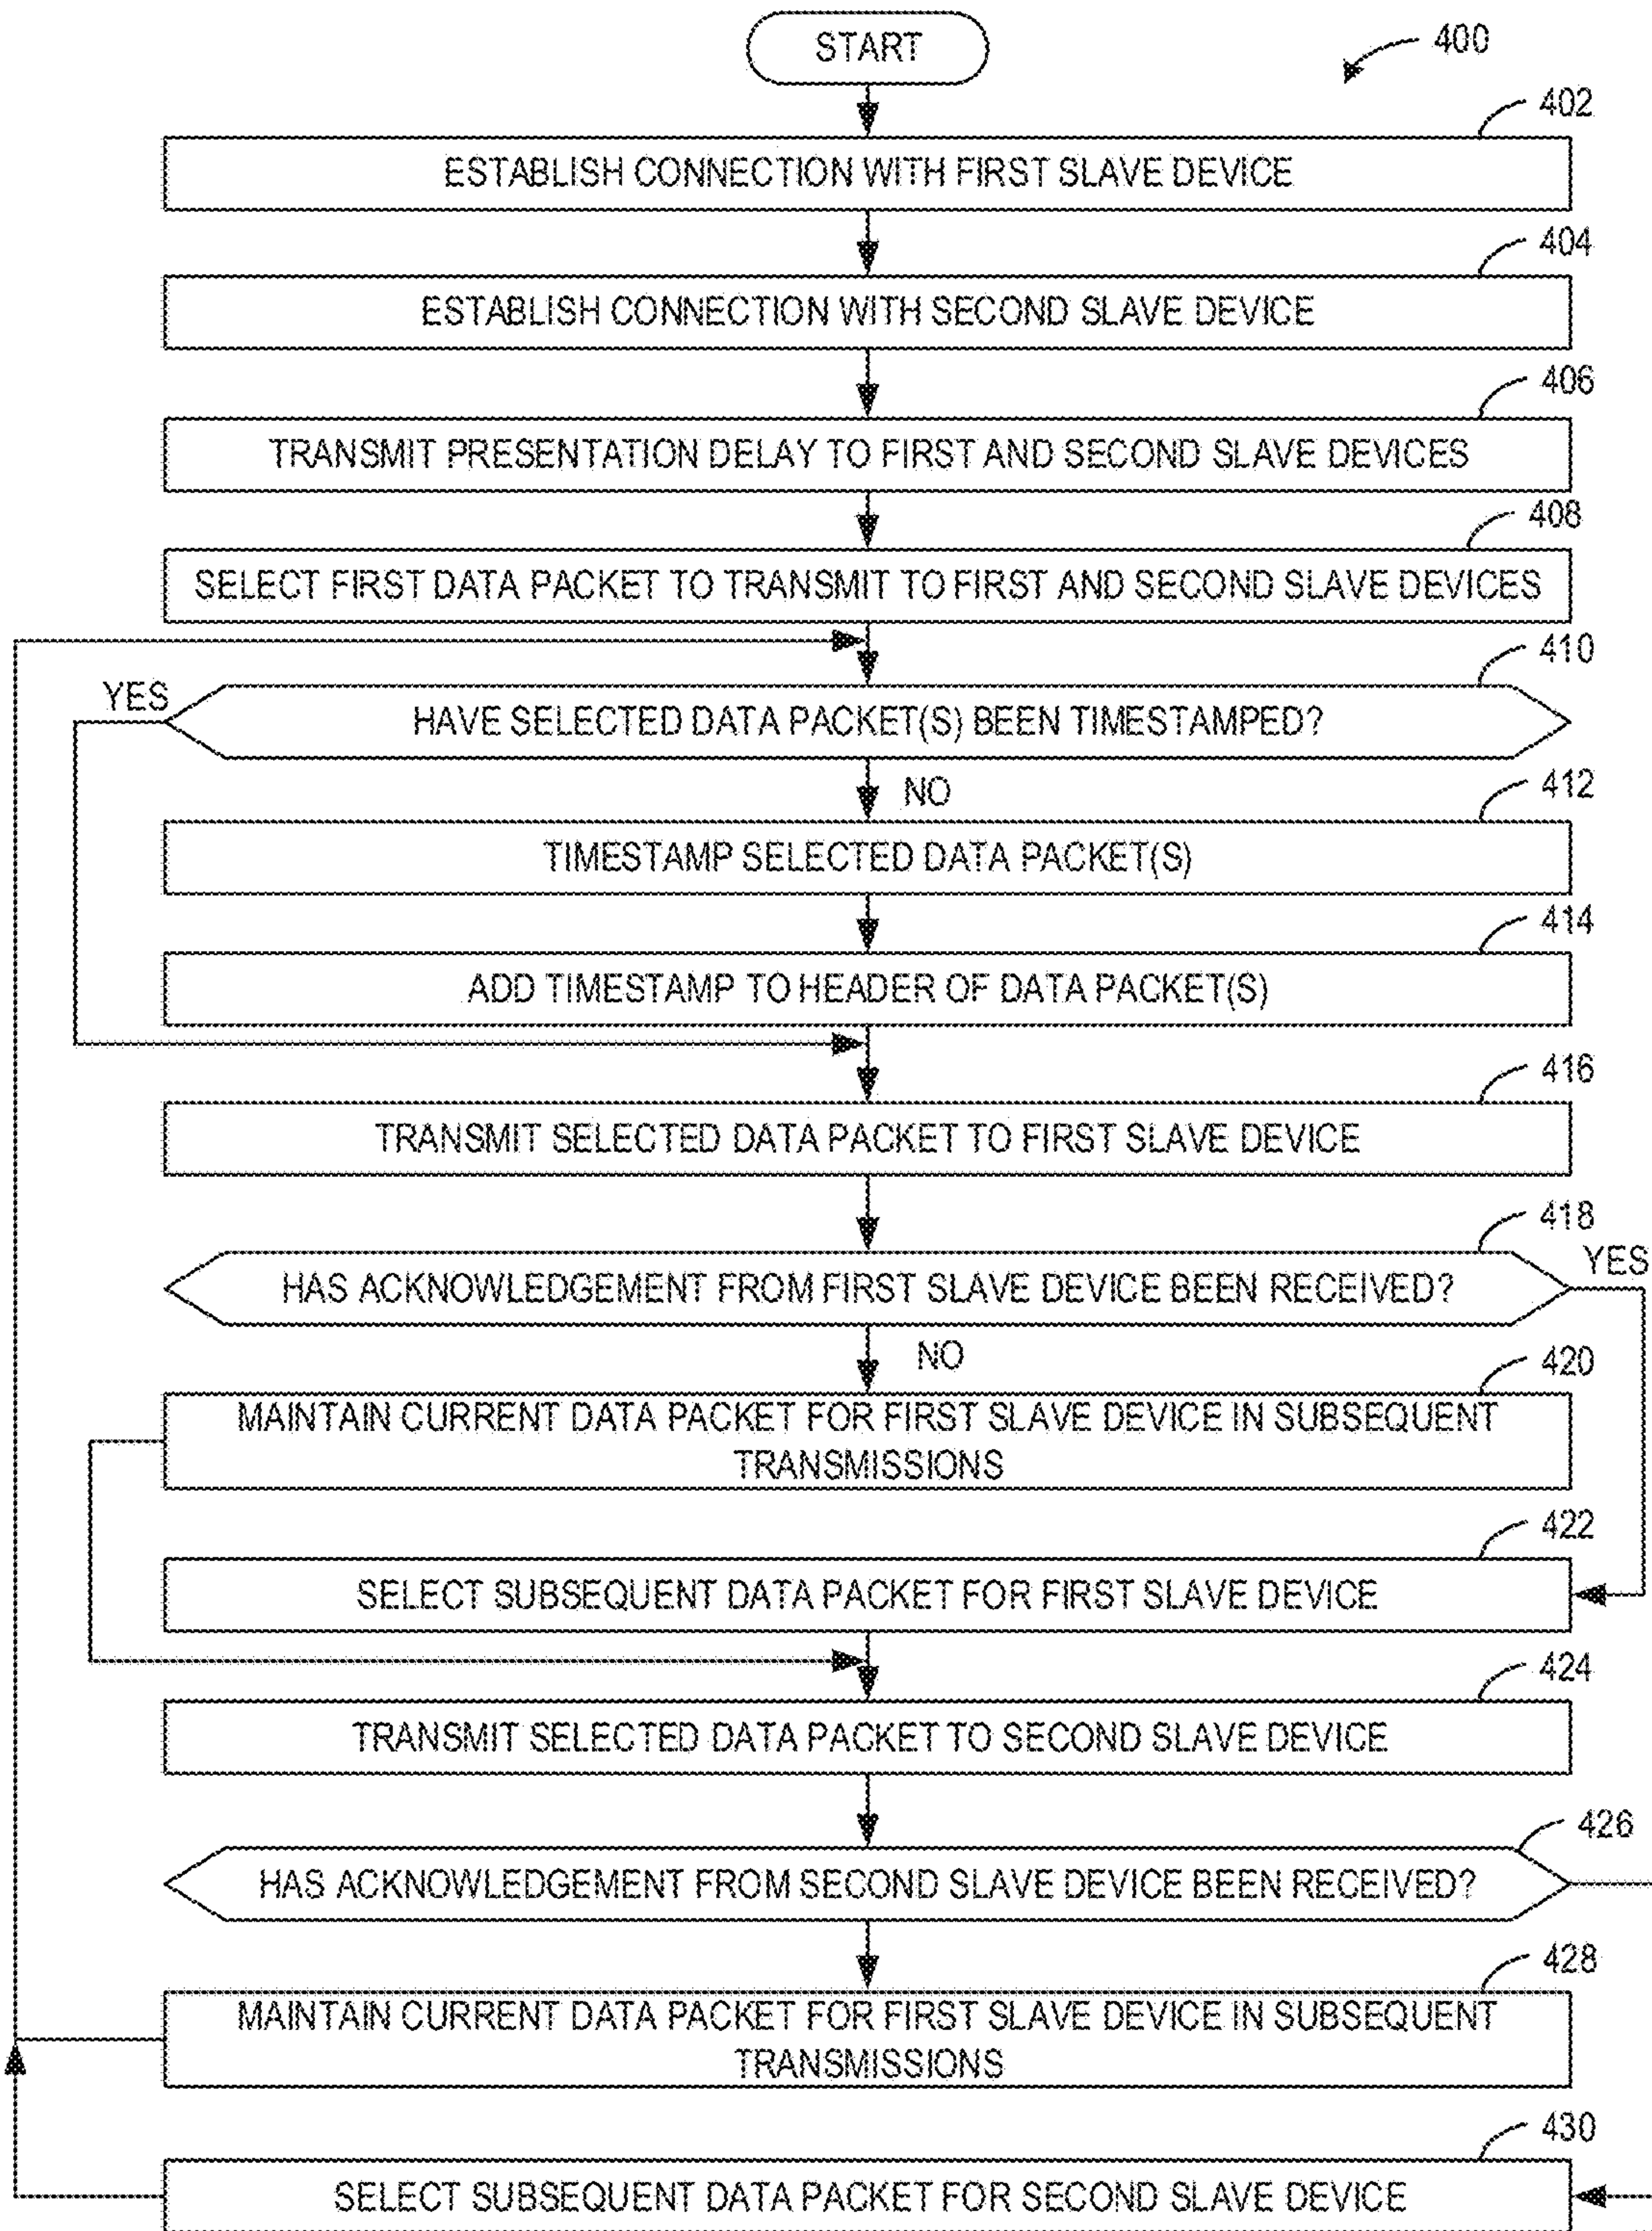 START
400
402
ESTABLISH CONNECTION WITH FIRST SLAVE DEVICE
404
ESTABLISH CONNECTION WITH SECOND SLAVE DEVICE
406
TRANSMIT PRESENTATION DELAY TO FIRST AND SECOND SLAVE DEVICES
408
SELECT FIRST DATA PACKET TO TRANSMIT TO FIRST AND SECOND SLAVE DEVICES
410
YES
HAVE SELECTED DATA PACKET(S) BEEN TIMESTAMPED?
NO
412
TIMESTAMP SELECTED DATA PACKET(S)
414
ADD TIMESTAMP TO HEADER OF DATA PACKET(S)
416
TRANSMIT SELECTED DATA PACKET TO FIRST SLAVE DEVICE
418
YES
HAS ACKNOWLEDGEMENT FROM FIRST SLAVE DEVICE BEEN RECEIVED?
NO
420
MAINTAIN CURRENT DATA PACKET FOR FIRST SLAVE DEVICE IN SUBSEQUENT
TRANSMISSIONS
422
SELECT SUBSEQUENT DATA PACKET FOR FIRST SLAVE DEVICE
424
TRANSMIT SELECTED DATA PACKET TO SECOND SLAVE DEVICE
426
HAS ACKNOWLEDGEMENT FROM SECOND SLAVE DEVICE BEEN RECEIVED?
428
MAINTAIN CURRENT DATA PACKET FOR FIRST SLAVE DEVICE IN SUBSEQUENT
TRANSMISSIONS
430
SELECT SUBSEQUENT DATA PACKET FOR SECOND SLAVE DEVICE